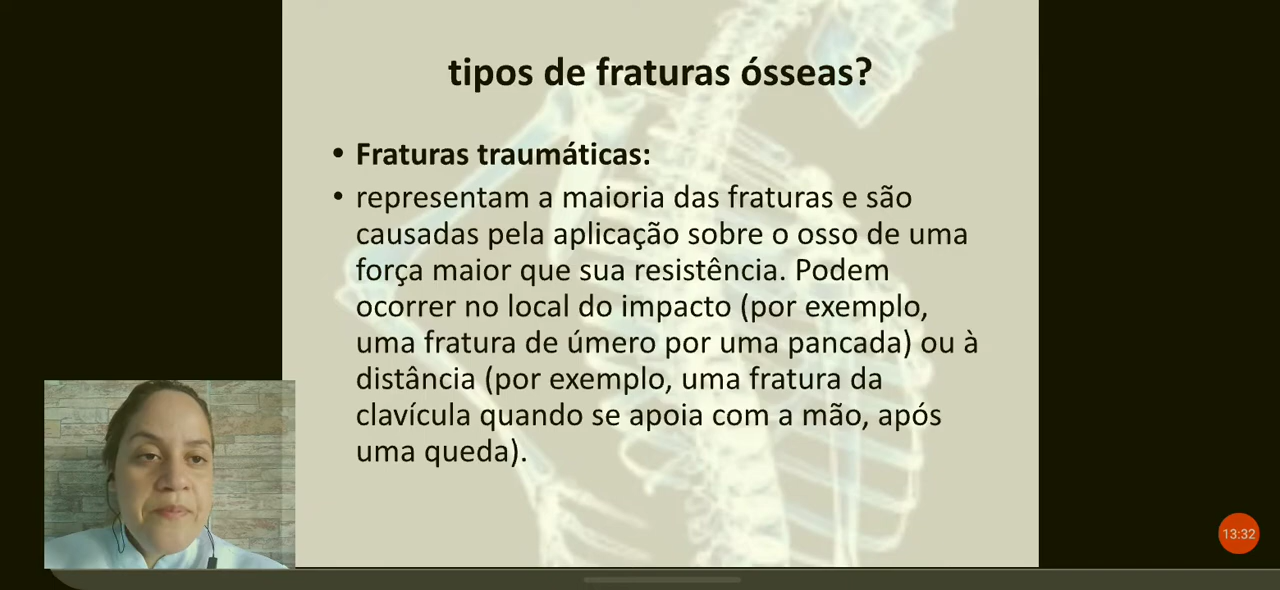 tipos de fraturas ósseas?
• Fraturas traumáticas:
• representam a maioria das fraturas e são
causadas pela aplicação sobre o osso de uma
força maior que sua resistência. Podem
ocorrer no local do impacto (por exemplo,
uma fratura de úmero por uma pancada) ou à
distância (por exemplo, uma fratura da
clavícula quando se apoia com a mão, após
uma queda).
13:32